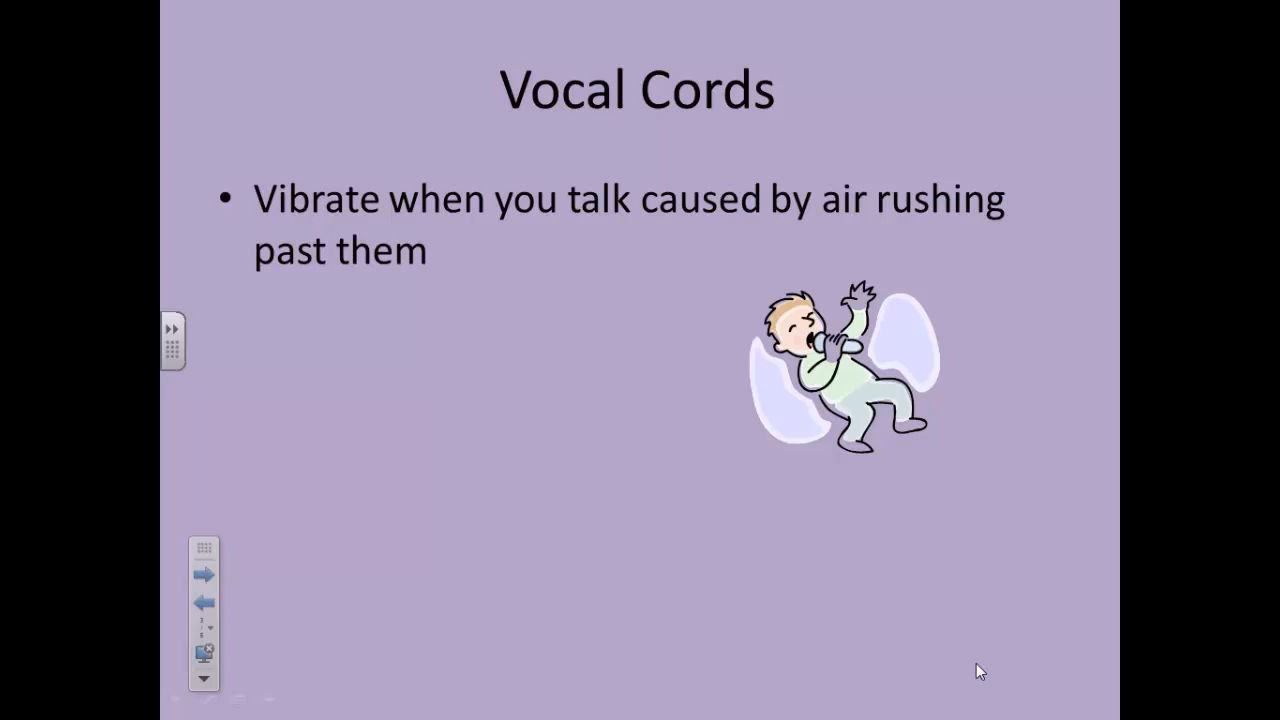 Vocal Cords
• Vibrate when you talk caused by air rushing
past them